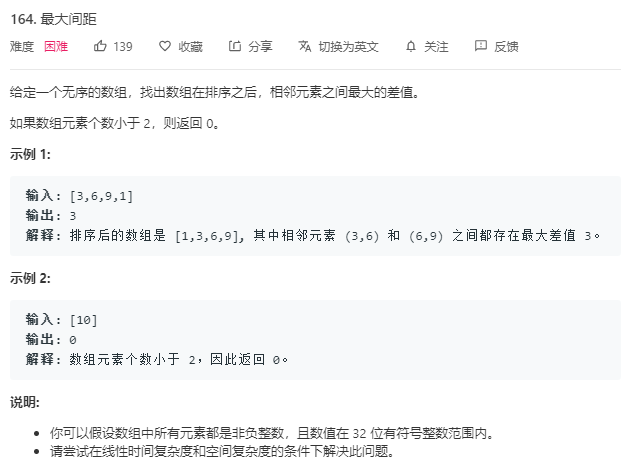 164. 最大间距
难度 困难 139 收藏 分享 切换为英文 关注 反馈
给定一个无序的数组，找出数组在排序之后，相邻元素之间最大的差值。
如果数组元素个数小于 2，则返回 0。
示例 1:
输入: [3,6,9,1]
输出: 3
解释: 排序后的数组是 [1,3,6,9], 其中相邻元素 (3,6) 和 (6,9) 之间都存在最大差值 3。
示例 2:
输入: [10]
输出: 0
解释: 数组元素个数小于 2，因此返回 0。
说明:
• 你可以假设数组中所有元素都是非负整数，且数值在 32 位有符号整数范围内。
• 请尝试在线性时间复杂度和空间复杂度的条件下解决此问题。